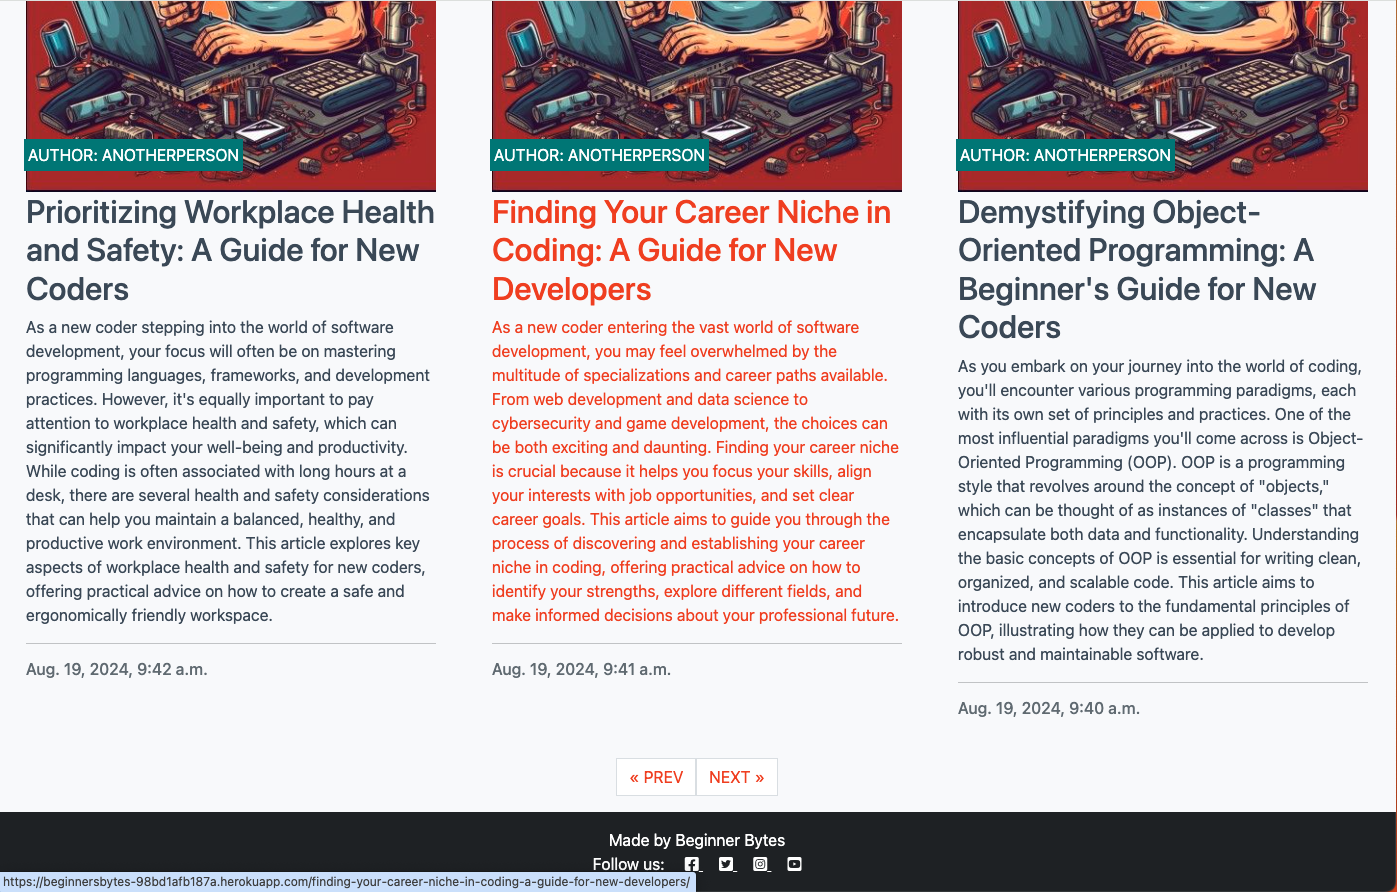 AUTHOR: ANOTHERPERSON
Prioritizing Workplace Health
and Safety: A Guide for New
Coders
As a new coder stepping into the world of software
development, your focus will often be on mastering
programming languages, frameworks, and development
practices. However, it's equally important to pay
attention to workplace health and safety, which can
significantly impact your well-being and productivity.
While coding is often associated with long hours at a
desk, there are several health and safety considerations
that can help you maintain a balanced, healthy, and
productive work environment. This article explores key
aspects of workplace health and safety for new coders,
offering practical advice on how to create a safe and
ergonomically friendly workspace.
Aug. 19, 2024, 9:42 a.m.
AUTHOR: ANOTHERPERSON
Finding Your Career Niche in
Coding: A Guide for New
Developers
As a new coder entering the vast world of software
development, you may feel overwhelmed by the
multitude of specializations and career paths available.
From web development and data science to
cybersecurity and game development, the choices can
be both exciting and daunting. Finding your career niche
is crucial because it helps you focus your skills, align
your interests with job opportunities, and set clear
career goals. This article aims to guide you through the
process of discovering and establishing your career
niche in coding, offering practical advice on how to
identify your strengths, explore different fields, and
make informed decisions about your professional future.
Aug. 19, 2024, 9:41 a.m.
AUTHOR: ANOTHERPERSON
Demystifying Object-
Oriented Programming: A
Beginner's Guide for New
Coders
As you embark on your journey into the world of coding,
you'll encounter various programming paradigms, each
with its own set of principles and practices. One of the
most influential paradigms you'll come across is Object-
Oriented Programming (OOP). OOP is a programming
style that revolves around the concept of "objects,"
which can be thought of as instances of "classes" that
encapsulate both data and functionality. Understanding
the basic concepts of OOP is essential for writing clean,
organized, and scalable code. This article aims to
introduce new coders to the fundamental principles of
OOP, illustrating how they can be applied to develop
robust and maintainable software.
Aug. 19, 2024, 9:40 a.m.
« PREV NEXT »
Made by Beginner Bytes
Follow us:
https://beginnersbytes-98bd1afb187a.herokuapp.com/finding-your-career-niche-in-coding-a-guide-for-new-developers/